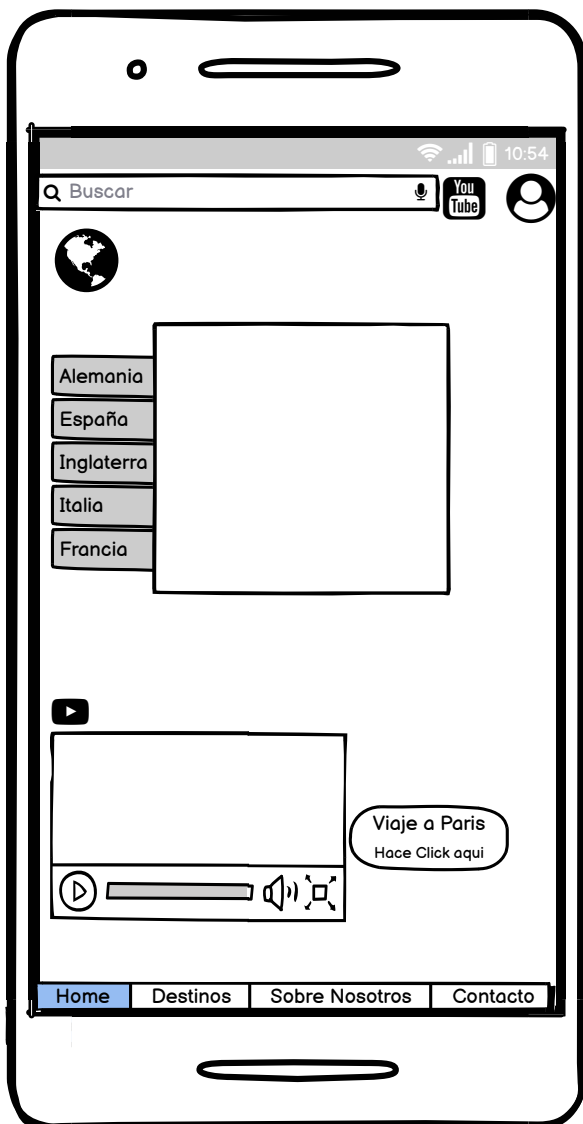 10:54
Buscar
You
Tube
Alemania
España
Inglaterra
Italia
Francia
Viaje a Paris
Hace Click aqui
Home Destinos Sobre Nosotros Contacto